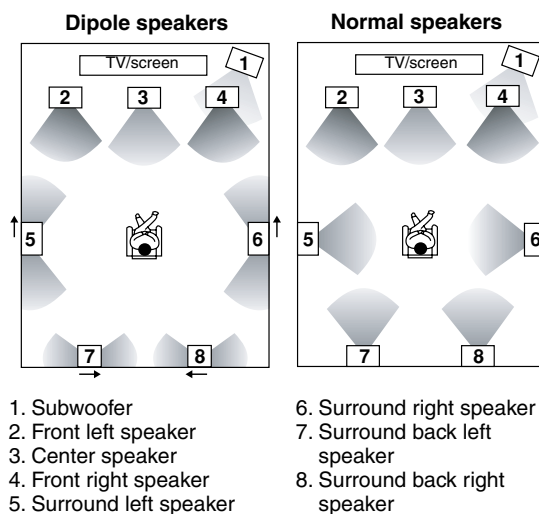 Dipole speakers
TV/screen
1
2
3
4
5
6
7
8
Normal speakers
TV/screen
1
2
3
4
5
6
7
8
1. Subwoofer
2. Front left speaker
3. Center speaker
4. Front right speaker
5. Surround left speaker
6. Surround right speaker
7. Surround back left
speaker
8. Surround back right
speaker